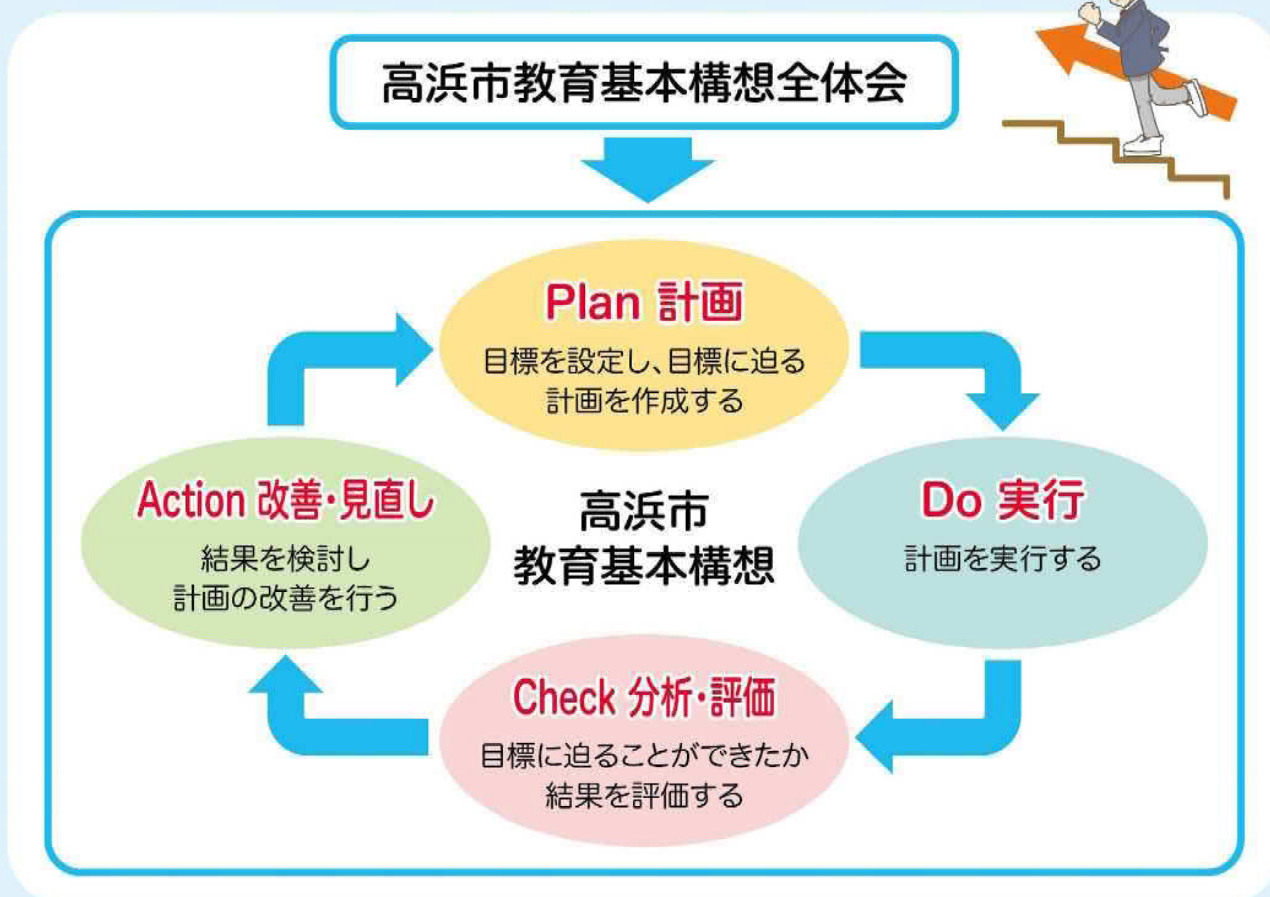 高浜市教育基本構想全体会
Plan 計画
目標を設定し、目標に迫る
計画を作成する
Do 実行
計画を実行する
Check 分析・評価
目標に迫ることができたか
結果を評価する
Action 改善・見直し
結果を検討し
計画の改善を行う
高浜市
教育基本構想